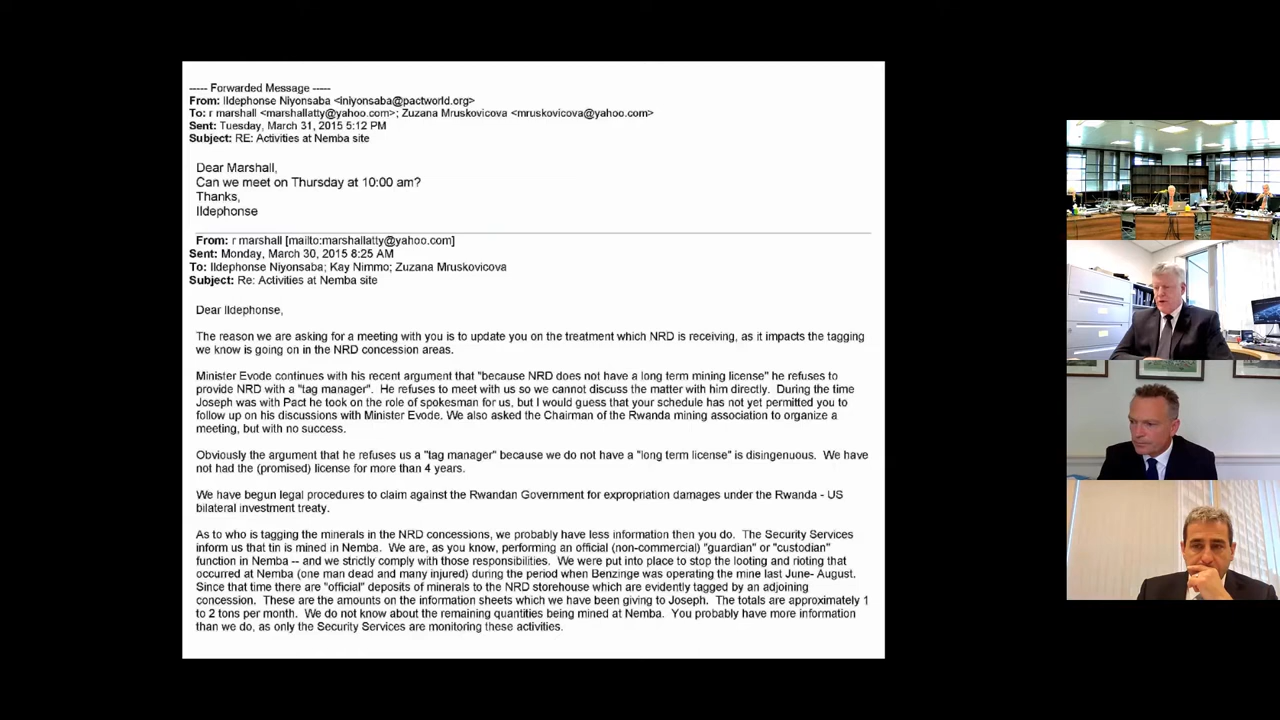 ----- Forwarded Message -----
From: Ildephonse Niyonsaba <iniyonsaba@pactworld.org>
To: r marshall <marshallatty@yahoo.com>; Zuzana Mruskovicova <mruskovicova@yahoo.com>
Sent: Tuesday, March 31, 2015 5:12 PM
Subject: RE: Activities at Nemba site
Dear Marshall,
Can we meet on Thursday at 10:00 am?
Thanks,
Ildephonse
From: r marshall [mailto:marshallatty@yahoo.com]
Sent: Monday, March 30, 2015 8:25 AM
To: Ildephonse Niyonsaba; Kay Nimmo; Zuzana Mruskovicova
Subject: Re: Activities at Nemba site
Dear Ildephonse,
The reason we are asking for a meeting with you is to update you on the treatment which NRD is receiving, as it impacts the tagging
we know is going on in the NRD concession areas.
Minister Evode continues with his recent argument that "because NRD does not have a long term mining license" he refuses to
provide NRD with a "tag manager". He refuses to meet with us so we cannot discuss the matter with him directly. During the time
Joseph was with Pact he took on the role of spokesman for us, but I would guess that your schedule has not yet permitted you to
follow up on his discussions with Minister Evode. We also asked the Chairman of the Rwanda mining association to organize a
meeting, but with no success.
Obviously the argument that he refuses us a "tag manager" because we do not have a "long term license" is disingenuous. We have
not had the (promised) license for more than 4 years.
We have begun legal procedures to claim against the Rwandan Government for expropriation damages under the Rwanda - US
bilateral investment treaty.
As to who is tagging the minerals in the NRD concessions, we probably have less information then you do. The Security Services
inform us that tin is mined in Nemba. We are, as you know, performing an official (non-commercial) "guardian" or "custodian"
function in Nemba -- and we strictly comply with those responsibilities. We were put into place to stop the looting and rioting that
occurred at Nemba (one man dead and many injured) during the period when Benzinge was operating the mine last June- August.
Since that time there are "official" deposits of minerals to the NRD storehouse which are evidently tagged by an adjoining
concession. These are the amounts on the information sheets which we have been giving to Joseph. The totals are approximately 1
to 2 tons per month. We do not know about the remaining quantities being mined at Nemba. You probably have more information
than we do, as only the Security Services are monitoring these activities.